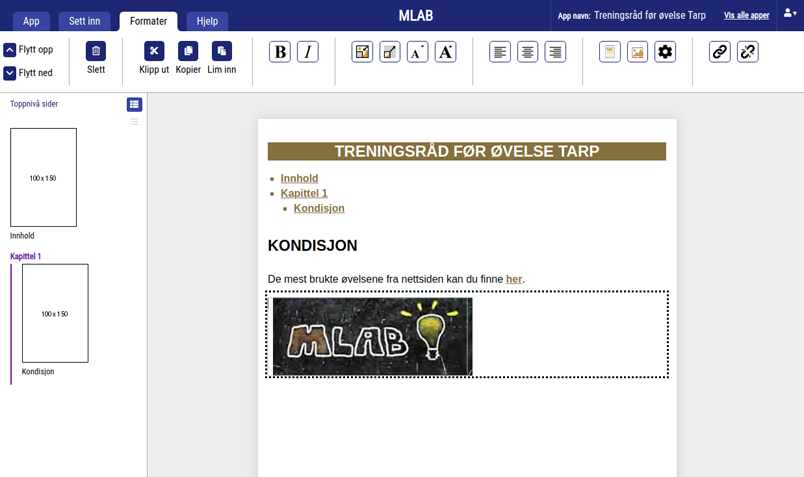 App
Sett inn
Formater
Hjelp
MLAB
App navn: Treningsråd før øvelse Tarp
Vis alle apper
Flytt opp
Flytt ned
Slett
Klipp ut
Kopier
Lim inn
B
I
A
A
Toppnivå sider
100 x 150
Innhold
Kapittel 1
100 x 150
Kondisjon
TRENINGSRÅD FØR ØVELSE TARP
Innhold
Kapittel 1
Kondisjon
KONDISJON
De mest brukte øvelsene fra nettsiden kan du finne her.
MLAB